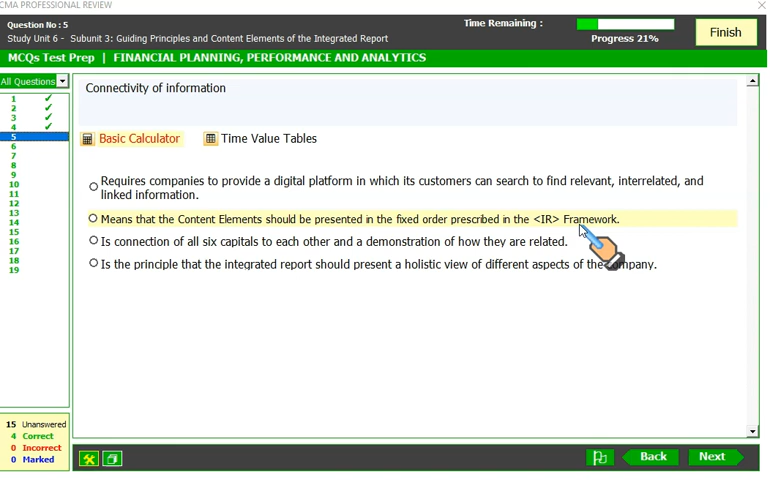 CMA PROFESSIONAL REVIEW
Question No : 5
Study Unit 6 - Subunit 3: Guiding Principles and Content Elements of the Integrated Report
Time Remaining :
Progress 21%
Finish
MCQs Test Prep | FINANCIAL PLANNING, PERFORMANCE AND ANALYTICS
All Questions
1
2
3
4
5
6
7
8
9
10
11
12
13
14
15
16
17
18
19
Connectivity of information
Basic Calculator
Time Value Tables
Requires companies to provide a digital platform in which its customers can search to find relevant, interrelated, and
linked information.
Means that the Content Elements should be presented in the fixed order prescribed in the <IR> Framework.
Is connection of all six capitals to each other and a demonstration of how they are related.
Is the principle that the integrated report should present a holistic view of different aspects of the company.
15 Unanswered
4 Correct
0 Incorrect
0 Marked
Back
Next